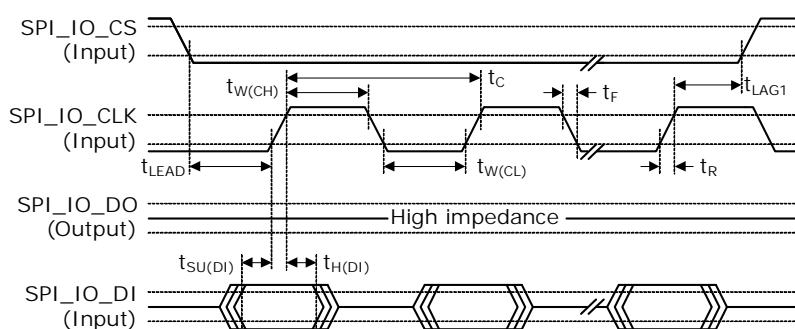 SPI_IO_CS
(Input)
tW(CH)
tC
tF
tLAG1
SPI_IO_CLK
(Input)
tLEAD
tW(CL)
tR
SPI_IO_DO
(Output)
High impedance
tSU(DI)
tH(DI)
SPI_IO_DI
(Input)